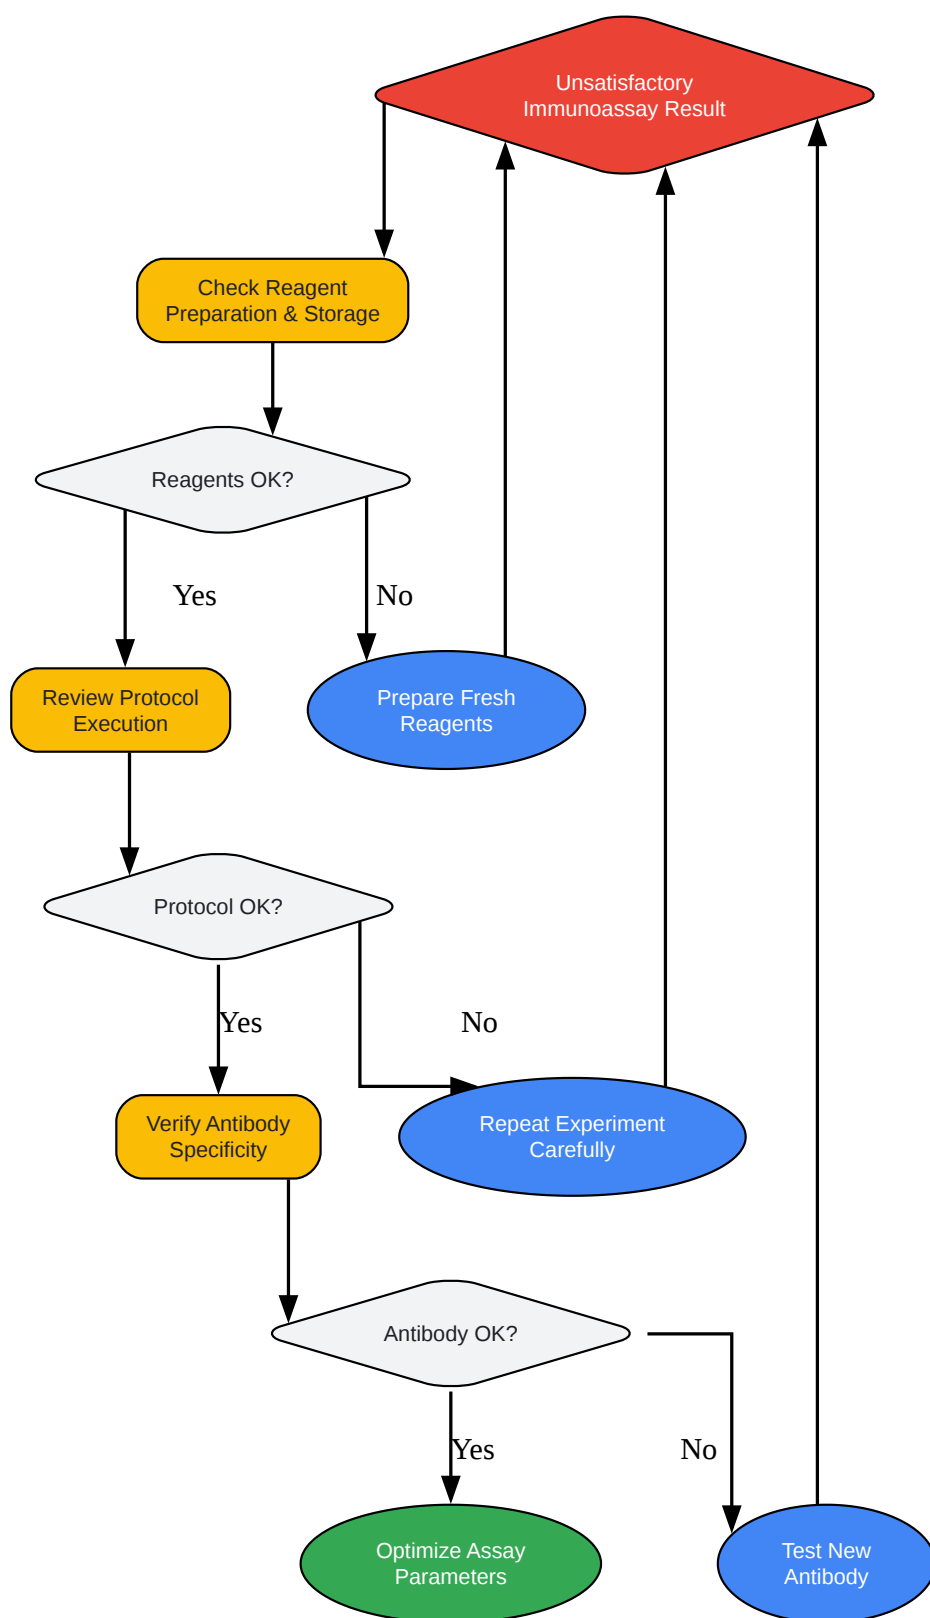 Unsatisfactory
Immunoassay Result
Check Reagent
Preparation & Storage
Reagents OK?
Yes
No
Review Protocol
Execution
Prepare Fresh
Reagents
Protocol OK?
Yes
No
Verify Antibody
Specificity
Repeat Experiment
Carefully
Antibody OK?
Yes
No
Optimize Assay
Parameters
Test New
Antibody